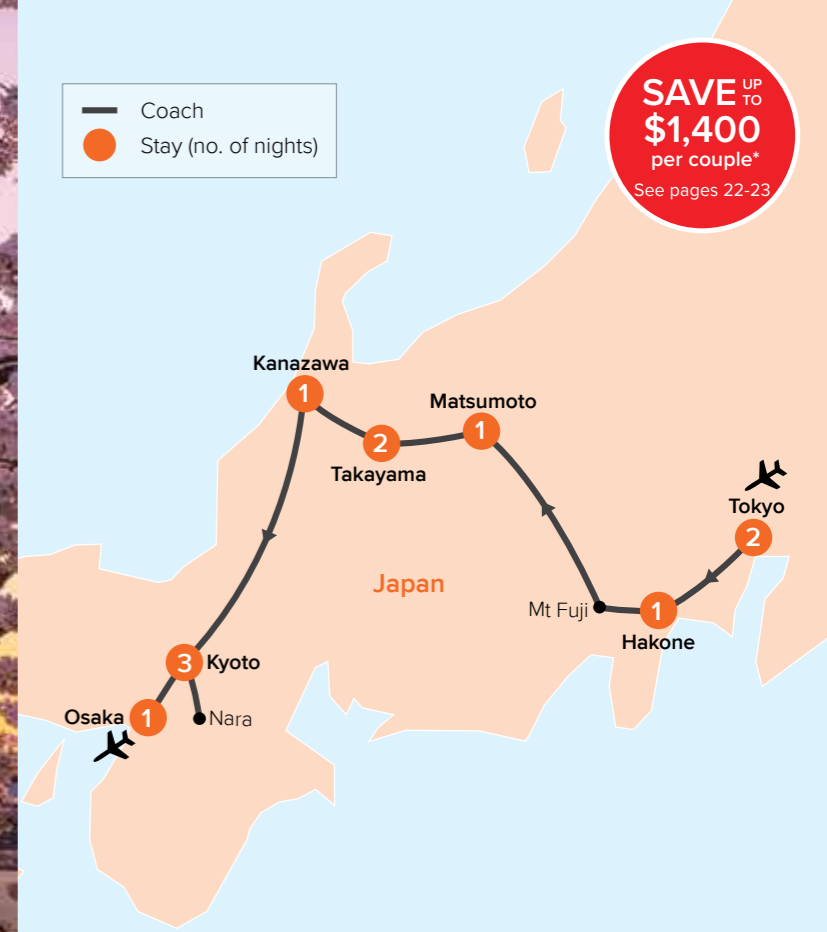 Coach
Stay (no. of nights)
SAVE UP TO
$1,400
per couple*
See pages 22-23
Kanazawa
1
Matsumoto
1
2
Takayama
Tokyo
2
Japan
Mt Fuji
1
Hakone
3 Kyoto
Osaka 1
Nara